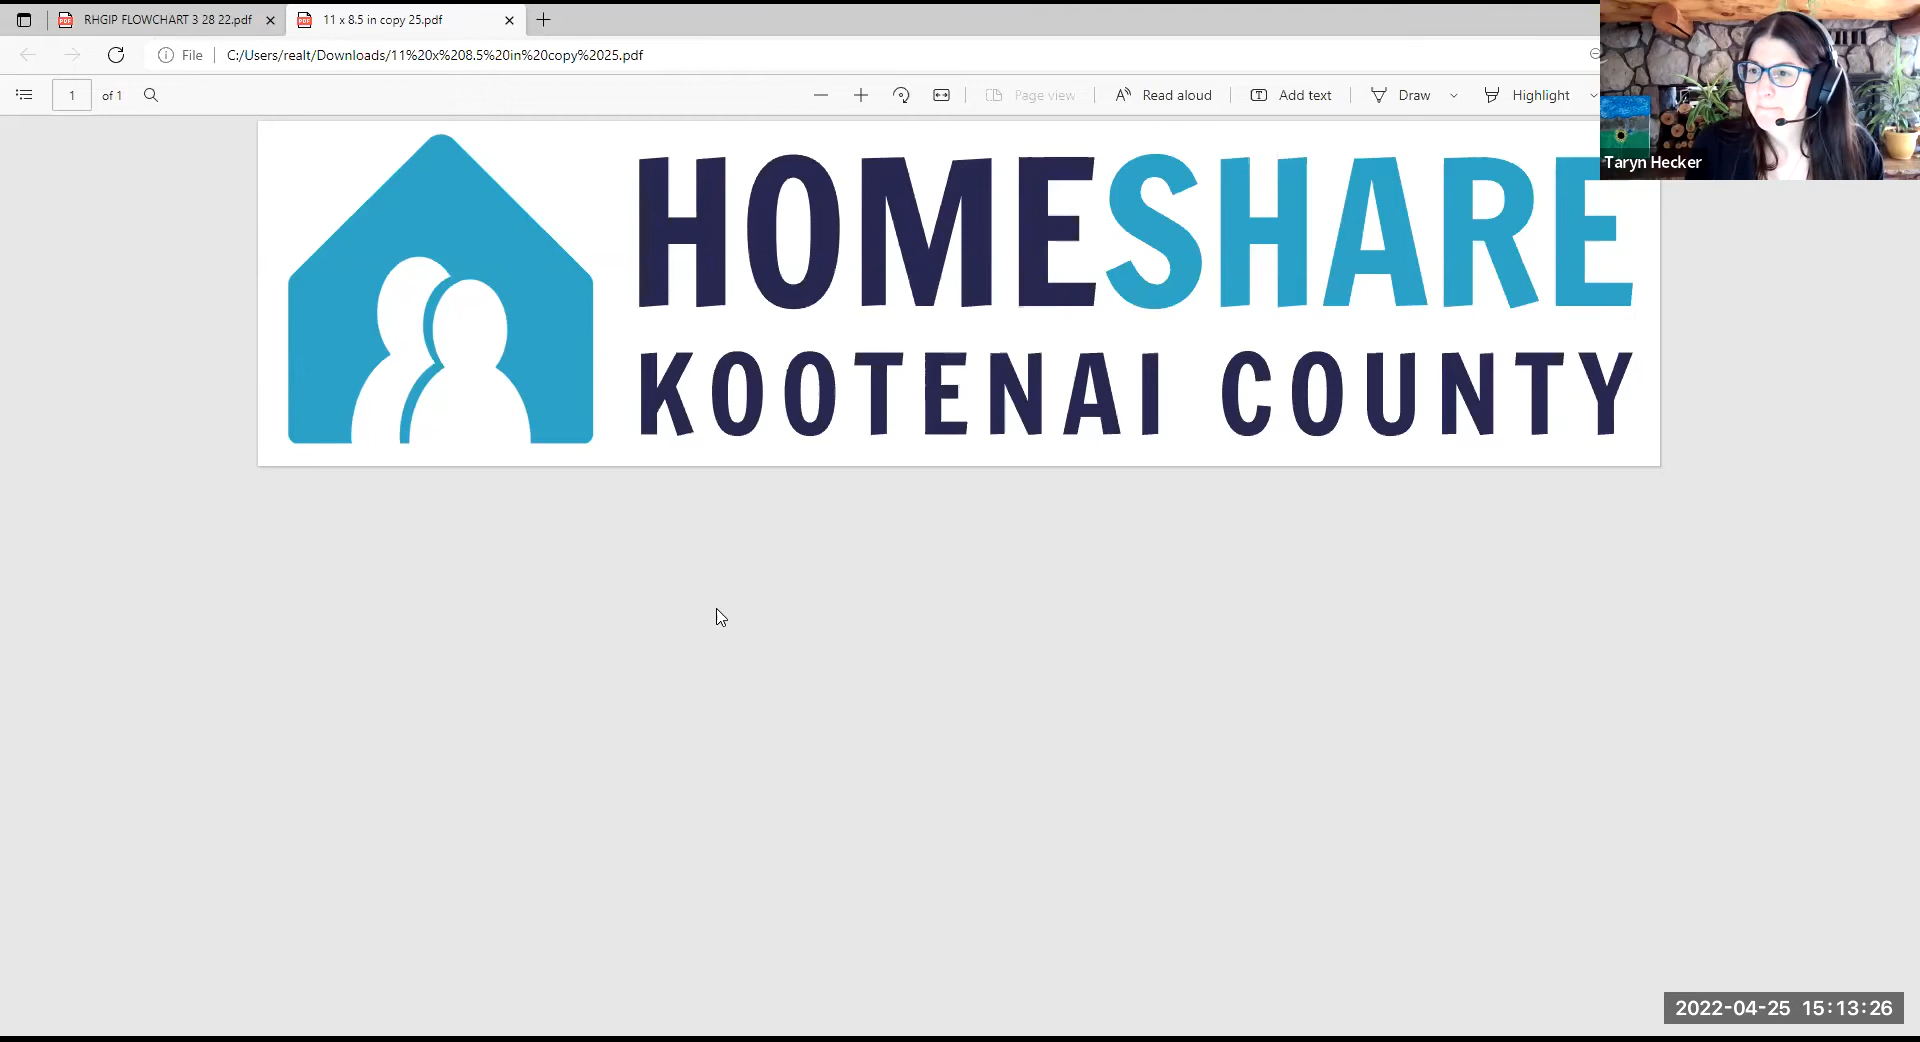 RHGIP FLOWCHART 3 28 22.pdf
11 x 8.5 in copy 25.pdf
File
C:/Users/realt/Downloads/11%20x%208.5%20in%20copy%2025.pdf
1 of 1
Page view
Read aloud
Add text
Draw
Highlight
Taryn Hecker
HOMESHARE
KOOTENAI COUNTY
2022-04-25 15:13:26